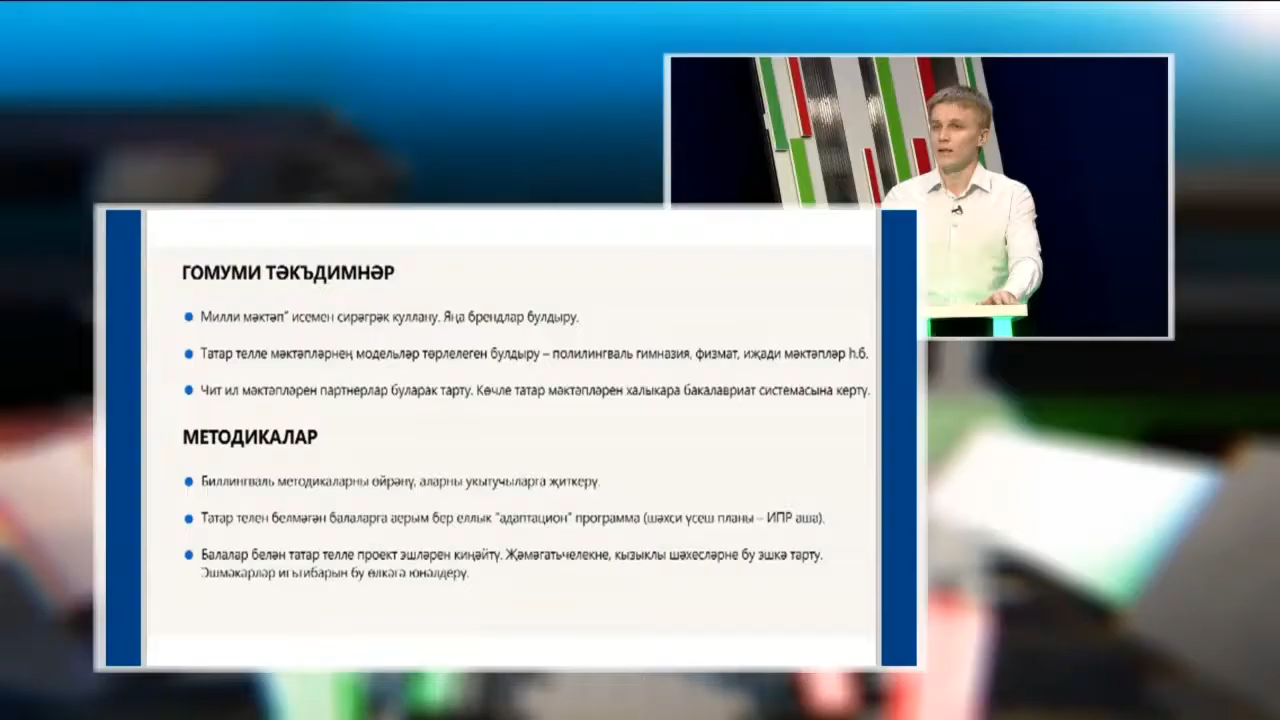 ГОМУМИ ТӘКЪДИМНӘР
Милли мәктәп" исемен сирәгрәк куллану. Яңа брендлар булдыру.
Татар телле мәктәпләрнең модельләр төрлелеген булдыру – полилингваль гимназия, физмат, иҗади мәктәпләр һ.б.
Чит ил мәктәпләрен партнерлар буларак тарту. Көчле татар мәктәпләрен халыкара бакалавриат системасына кертү.
МЕТОДИКАЛАР
Биллингваль методикаларны өйрәнү, аларны укытучыларга җиткерү.
Татар телен белмәгән балаларга аерым бер еллык "адаптацион" программа (шәхси үсеш планы – ИПР аша).
Балалар белән татар телле проект эшләрен киңәйтү. Җәмәгатьчелекне, кызыклы шәхесләрне бу эшкә тарту.
Эшмәкәрләр игътибарын бу өлкәгә юнәлдерү.